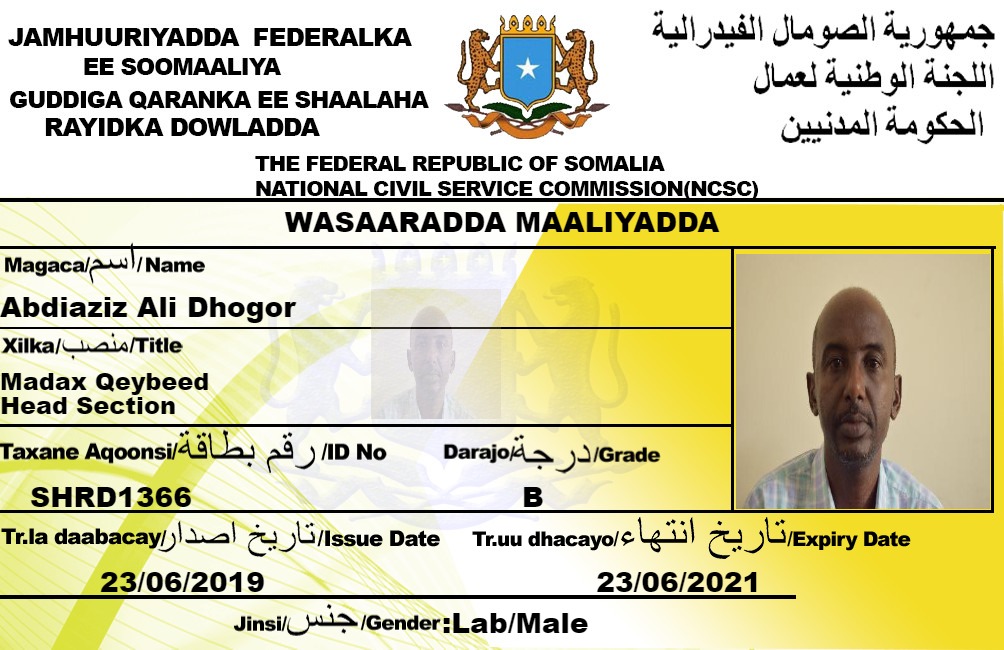 JAMHUURIYADDA FEDERALKA
EE SOOMAALIYA
GUDDIGA QARANKA EE SHAALAHA
RAYIDKA DOWLADDA
جمهورية الصومال الفيدرالية
اللجنة الوطنية لعمال
الحكومة المدنيين
THE FEDERAL REPUBLIC OF SOMALIA
NATIONAL CIVIL SERVICE COMMISSION(NCSC)
WASAARADDA MAALIYADDA
Magaca/اسم/Name
Abdiaziz Ali Dhogor
Xilka/منصب/Title
Madax Qeybeed
Head Section
Taxane Aqoonsi/رقم بطاقة/ID No
Darajo/درجة/Grade
SHRD1366
B
Tr.la daabacay/تاريخ اصدار/Issue Date
Tr.uu dhacayo/تاريخ انتهاء/Expiry Date
23/06/2019
23/06/2021
Jinsi/جنس/Gender:Lab/Male